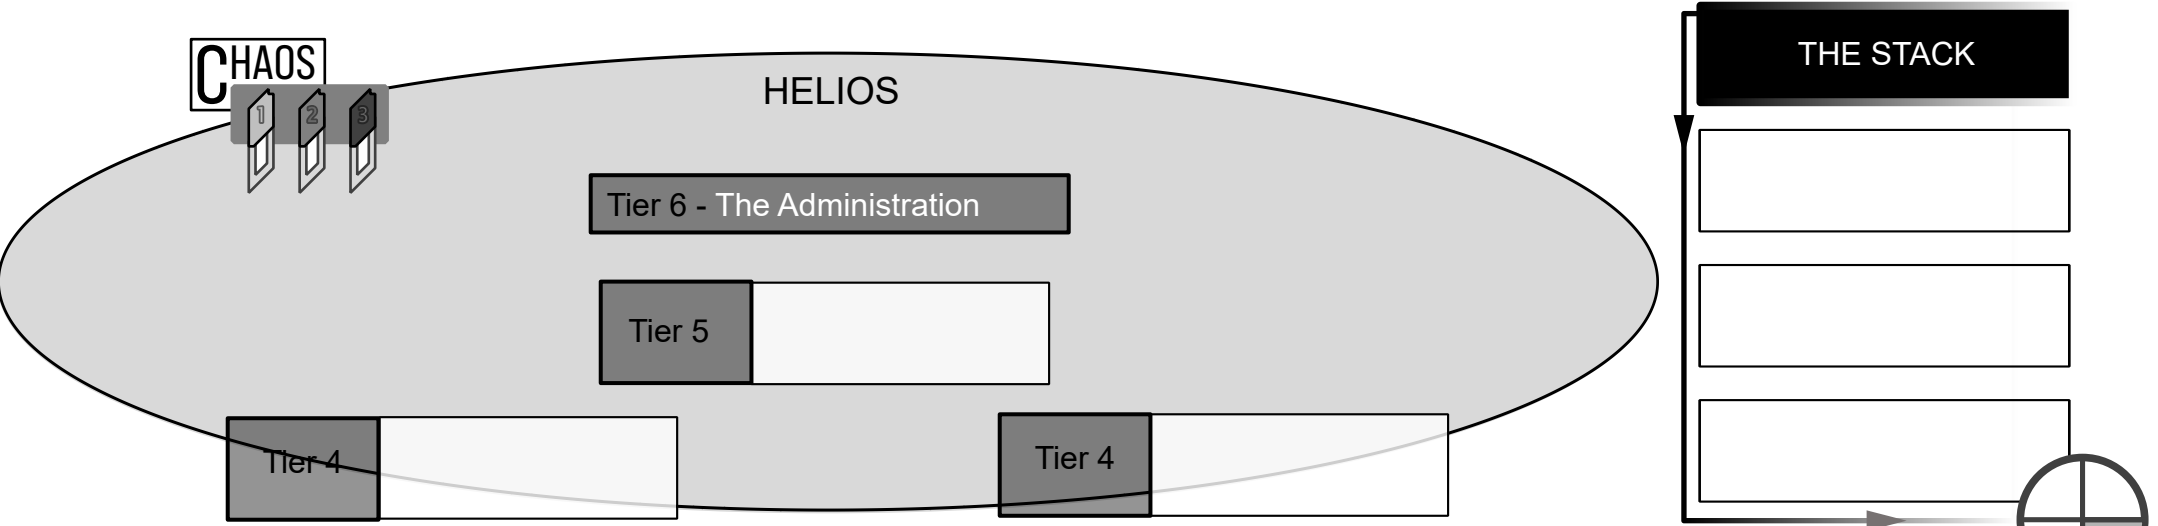 CHAOS
1 2 3
HELIOS
Tier 6 - The Administration
Tier 5
Tier 4
Tier 4
THE STACK